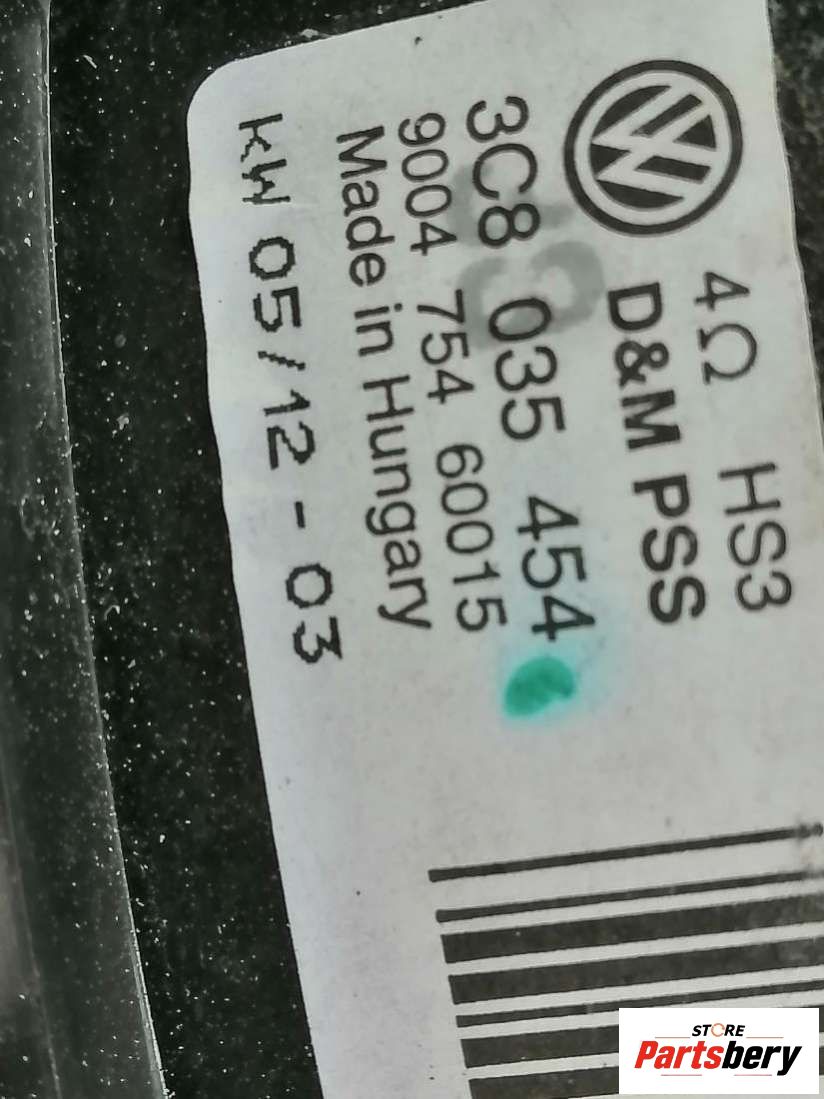 4Ω HS3
D&M PSS
3C8 035 454
9004 754 60015
Made in Hungary
KW 05/12-03
STORE
Partsbery